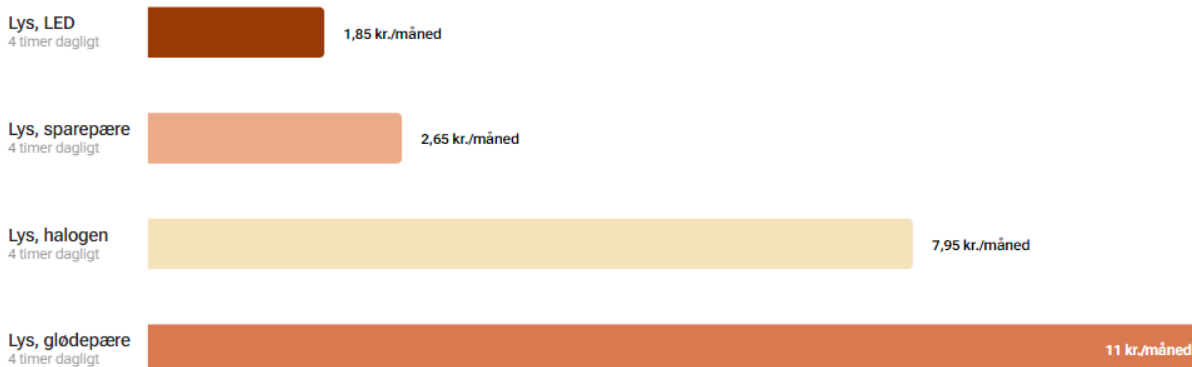 Lys, LED
4 timer dagligt
1,85 kr./måned
Lys, sparepære
4 timer dagligt
2,65 kr./måned
Lys, halogen
4 timer dagligt
7,95 kr./måned
Lys, glødepære
4 timer dagligt
11 kr./måned